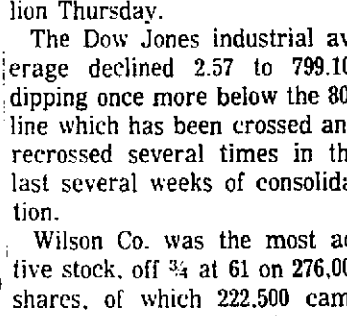 lion Thursday.
The Dow Jones industrial av
erage declined 2.57 to 799.10
dipping once more below the 80
line which has been crossed an
recrossed several times in th
last several weeks of consolida
tion.
Wilson Co. was the most ac
tive stock, off ¾ at 61 on 276,00
shares, of which 222,500 cam